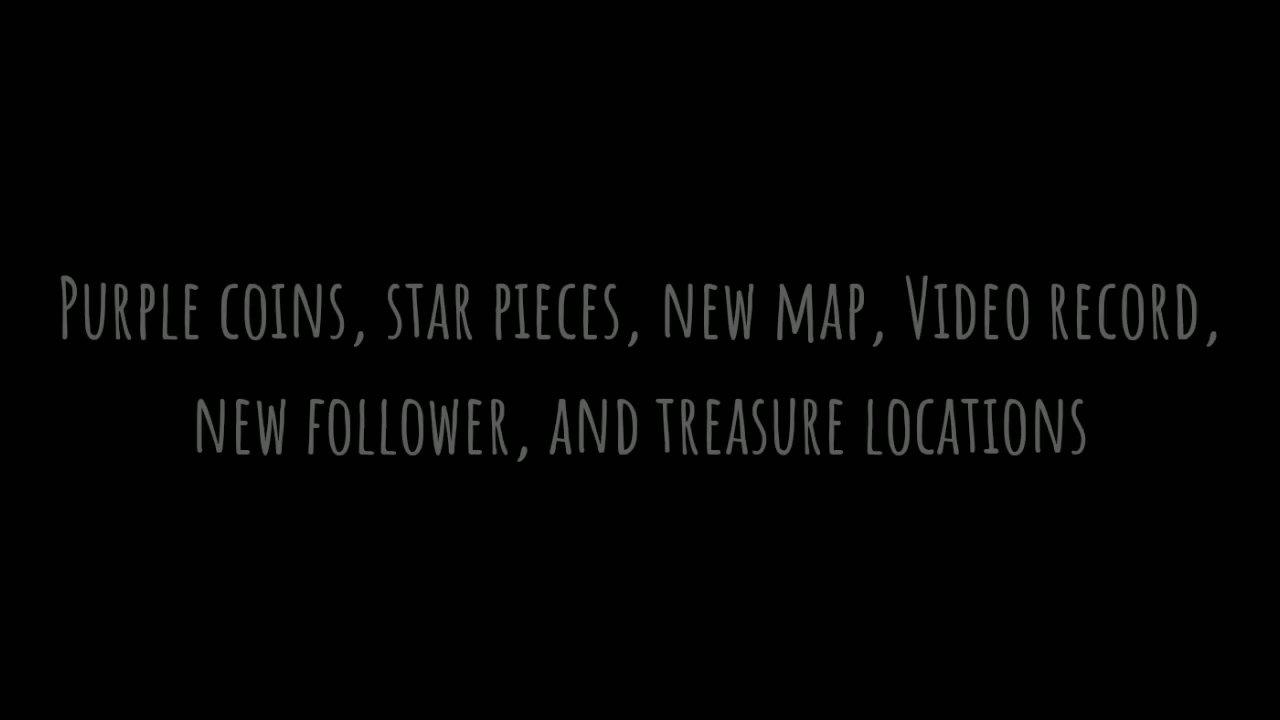 Purple coins, star pieces, new map, Video record,
new follower, and treasure locations